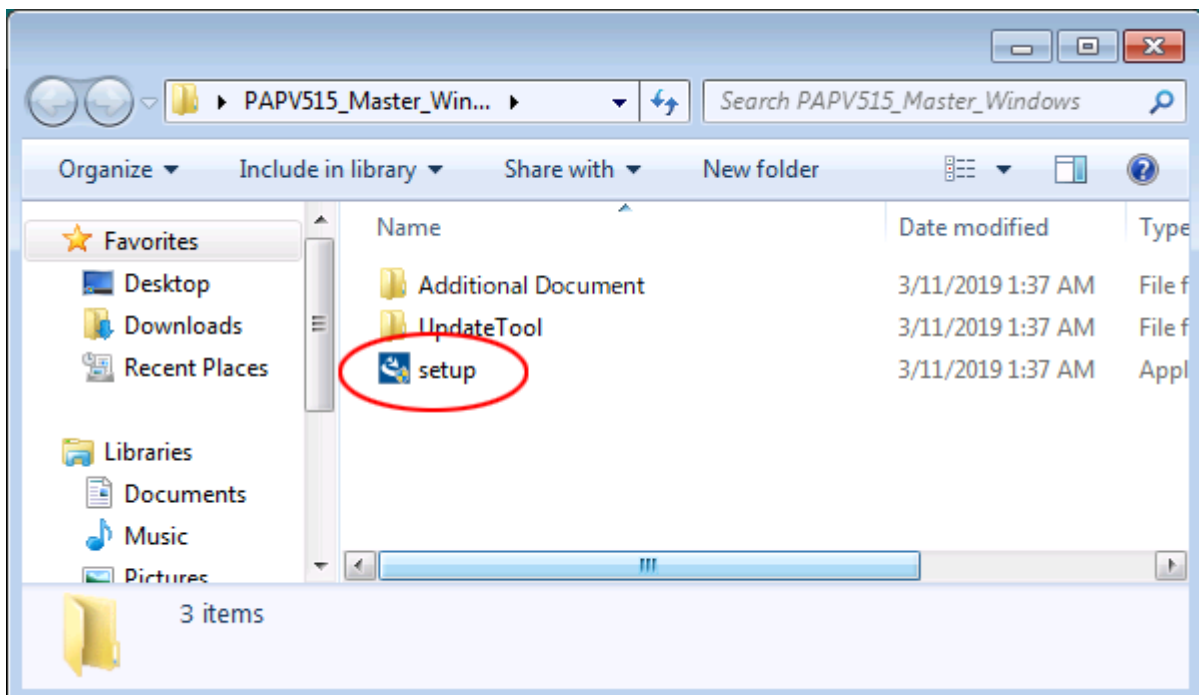 PAPV515_Master_Win... Search PAPV515_Master_Windows
Organize Include in library Share with New folder
Favorites
Desktop
Downloads
Recent Places
Libraries
Documents
Music
Pictures
Name Date modified Type
Additional Document 3/11/2019 1:37 AM File f
UpdateTool 3/11/2019 1:37 AM File f
setup 3/11/2019 1:37 AM Appl
3 items